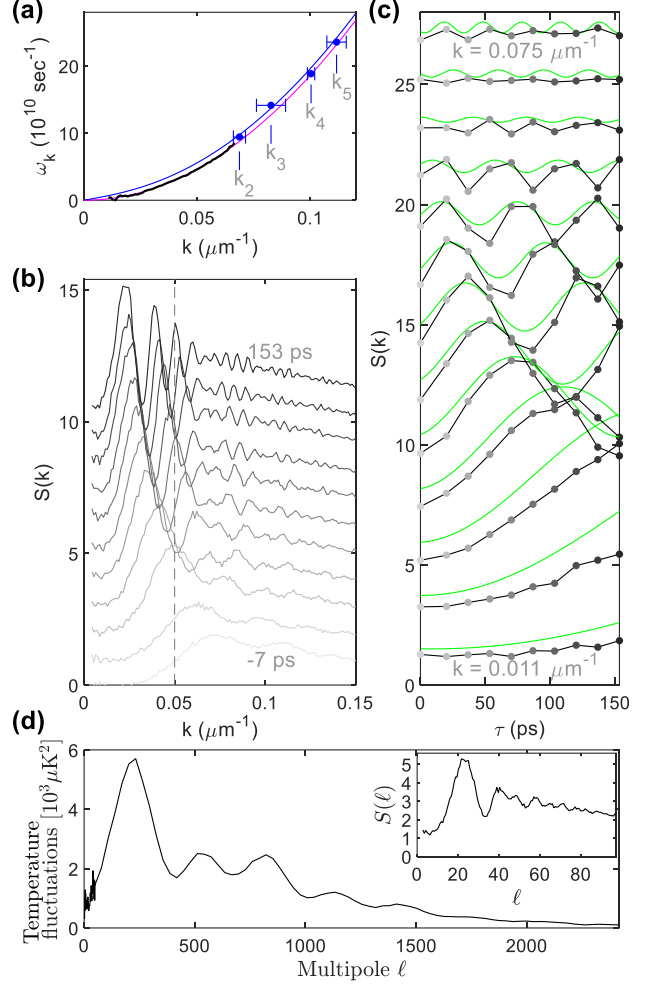 (a)
20
10
0
ω_k (10^10 sec^-1)
k_2
k_3
k_4
k_5
0
0.05
0.1
k (μm^-1)
(b)
15
10
5
0
S(k)
153 ps
-7 ps
0
0.05
0.1
0.15
k (μm^-1)
(c)
k = 0.075 μm^-1
25
20
15
10
5
0
S(k)
k = 0.011 μm^-1
0
50
100
150
τ (ps)
(d)
6
4
2
0
Temperature
fluctuations [10^3 μK^2]
0
500
1000
1500
2000
Multipole ℓ
5
4
3
2
1
0
S(ℓ)
0
20
40
60
80
ℓ